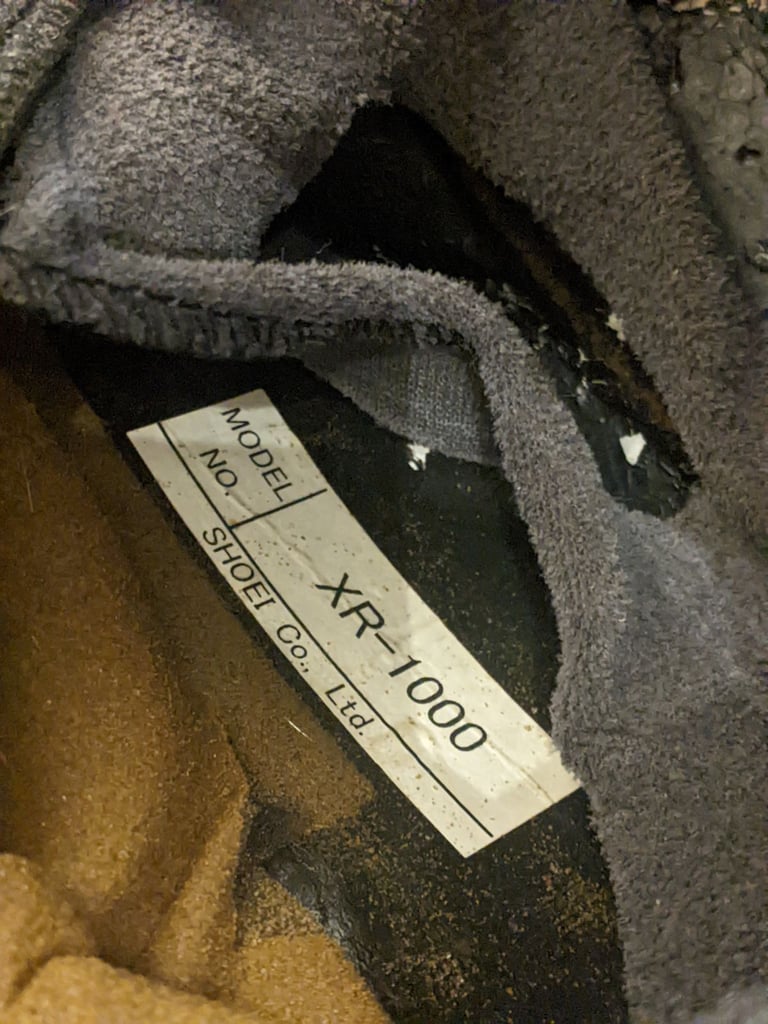 MODEL
NO.
XR-1000
SHOEI Co., Ltd.